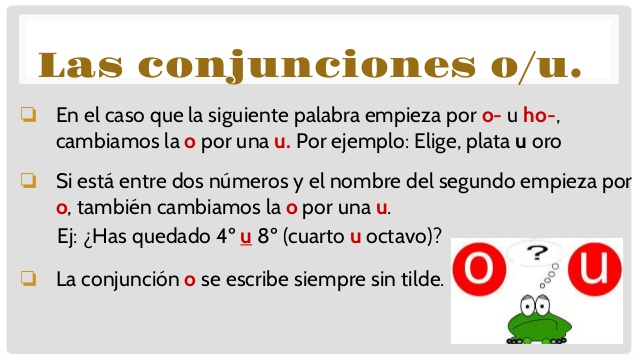 Las conjunciones o/u.
En el caso que la siguiente palabra empieza por o- u ho-,
cambiamos la o por una u. Por ejemplo: Elige, plata u oro
Si está entre dos números y el nombre del segundo empieza por
o, también cambiamos la o por una u.
Ej: ¿Has quedado 4º u 8º (cuarto u octavo)?
La conjunción o se escribe siempre sin tilde.
o ? u